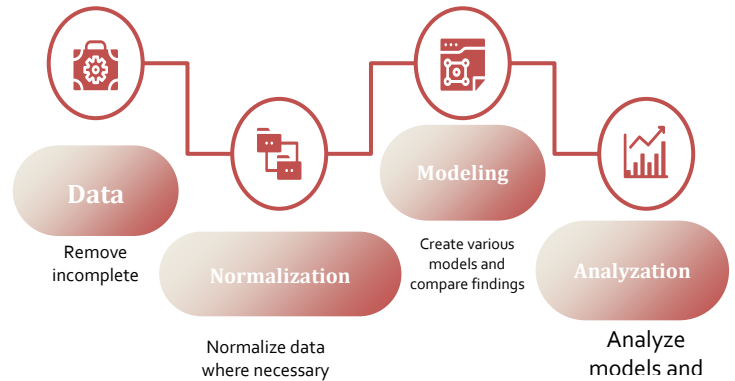 Data
Remove
incomplete
Normalization
Normalize data
where necessary
Modeling
Create various
models and
compare findings
Analyzation
Analyze
models and